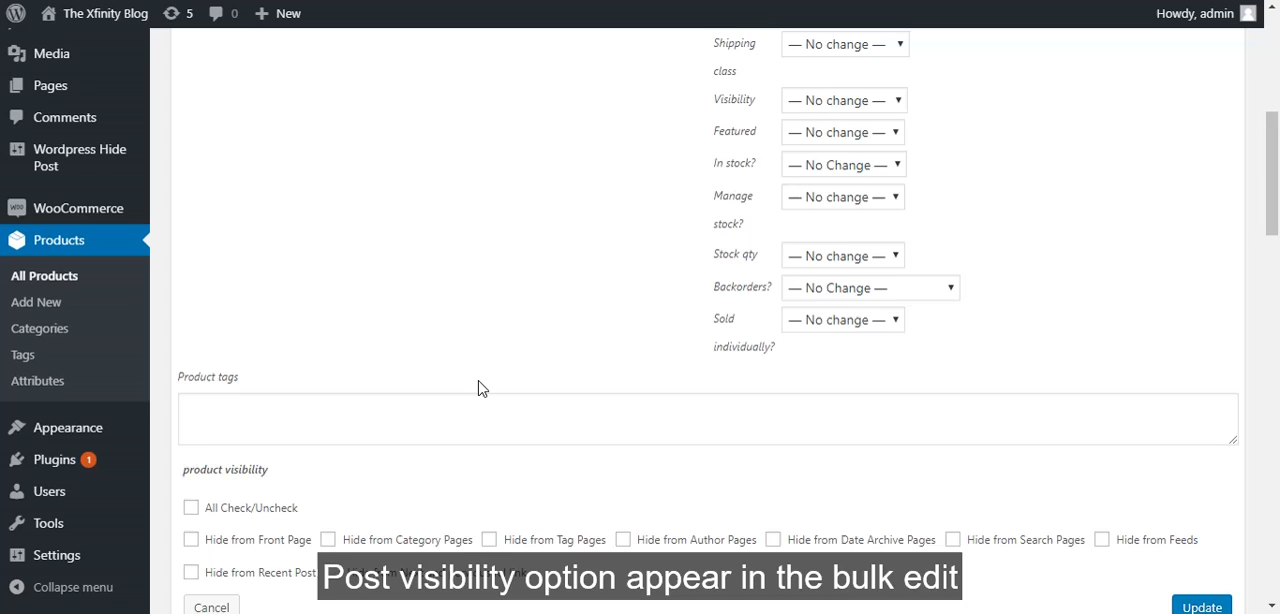 The Xfinity Blog 5 0 New Howdy, admin
Media
Pages
Comments
Wordpress Hide
Post
WooCommerce
Products
All Products
Add New
Categories
Tags
Attributes
Appearance
Plugins 1
Users
Tools
Settings
Collapse menu
Shipping
class
— No change —
Visibility — No change —
Featured — No change —
In stock? — No Change —
Manage
stock?
— No change —
Stock qty — No change —
Backorders? — No Change —
Sold
individually?
— No change —
Product tags
product visibility
All Check/Uncheck
Hide from Front Page Hide from Category Pages Hide from Tag Pages Hide from Author Pages Hide from Date Archive Pages Hide from Search Pages Hide from Feeds
Hide from Recent Post
Post visibility option appear in the bulk edit
Cancel Update